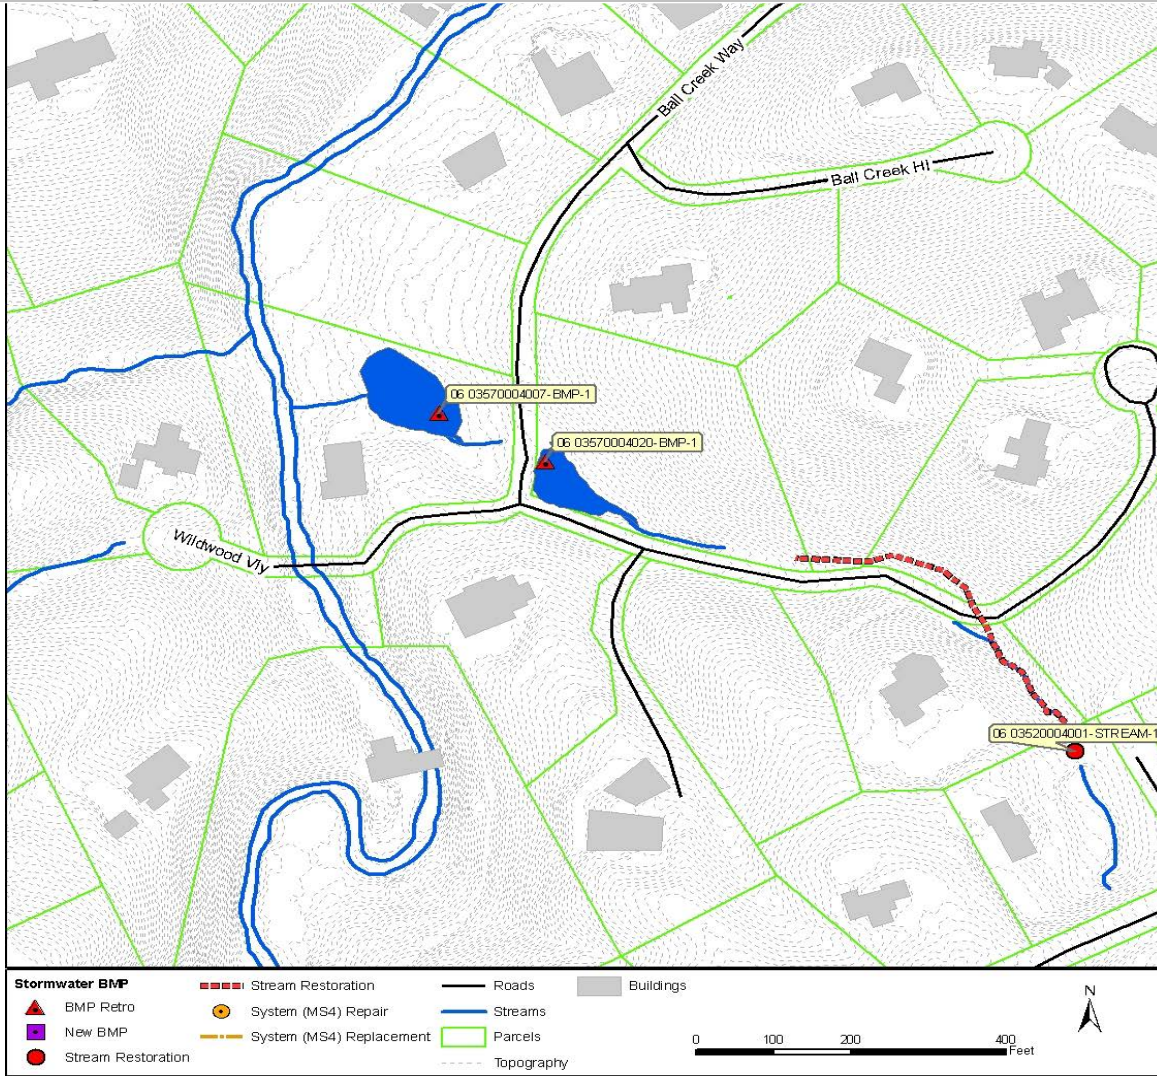 Ball Creek Way
Ball Creek Hl
06 03570004007-BMP-1
06 03570004020-BMP-1
Wildwood Vly
06 03520004001-STREAM-1
Stormwater BMP
BMP Retro
New BMP
Stream Restoration
Stream Restoration
System (MS4) Repair
System (MS4) Replacement
Roads
Streams
Parcels
Topography
Buildings
N
0 100 200 400
Feet